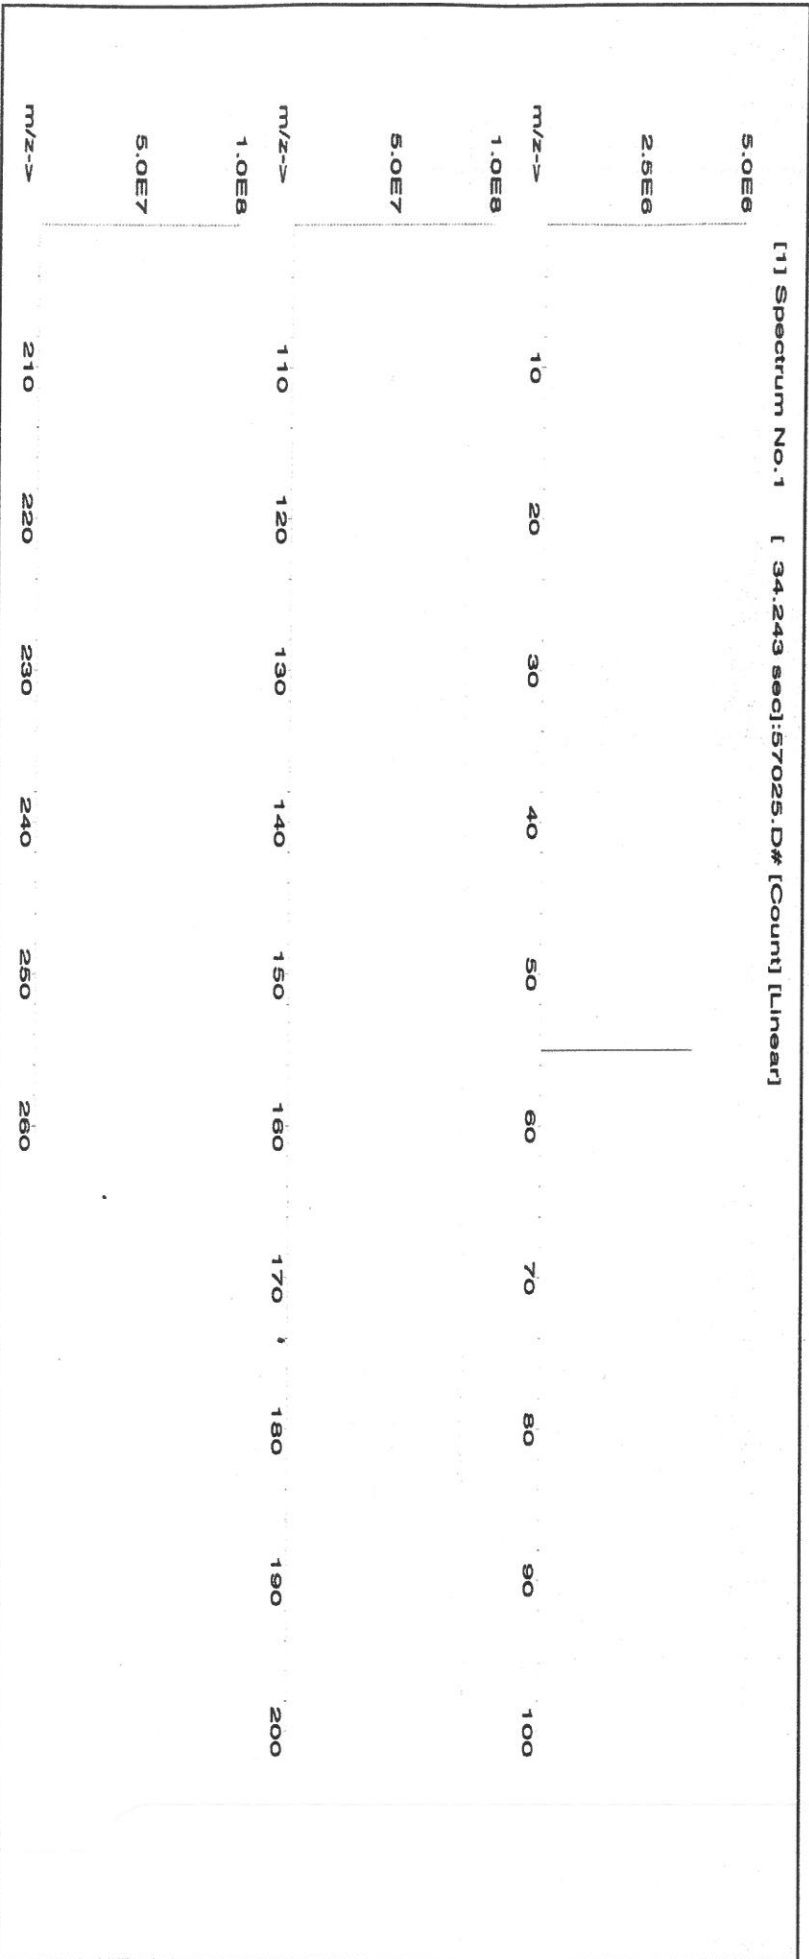 [1] Spectrum No.1 [ 34.243 sec]:57025.D# [Count] [Linear]
5.0E6
2.5E6
m/z-> 10 20 30 40 50 60 70 80 90 100
1.0E8
5.0E7
m/z-> 110 120 130 140 150 160 170 180 190 200
1.0E8
5.0E7
m/z-> 210 220 230 240 250 260